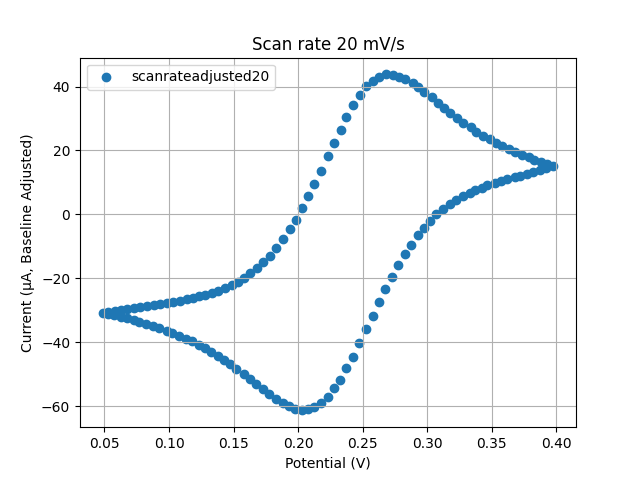 Scan rate 20 mV/s
scanrateadjusted20
Current (μA, Baseline Adjusted)
40
20
0
−20
−40
−60
0.05 0.10 0.15 0.20 0.25 0.30 0.35 0.40
Potential (V)